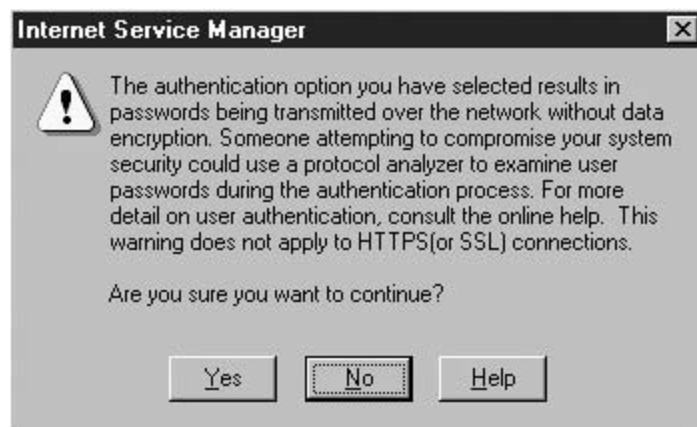 Internet Service Manager
The authentication option you have selected results in
passwords being transmitted over the network without data
encryption. Someone attempting to compromise your system
security could use a protocol analyzer to examine user
passwords during the authentication process. For more
detail on user authentication, consult the online help.  This
warning does not apply to HTTPS(or SSL) connections.
Are you sure you want to continue?
Yes No Help